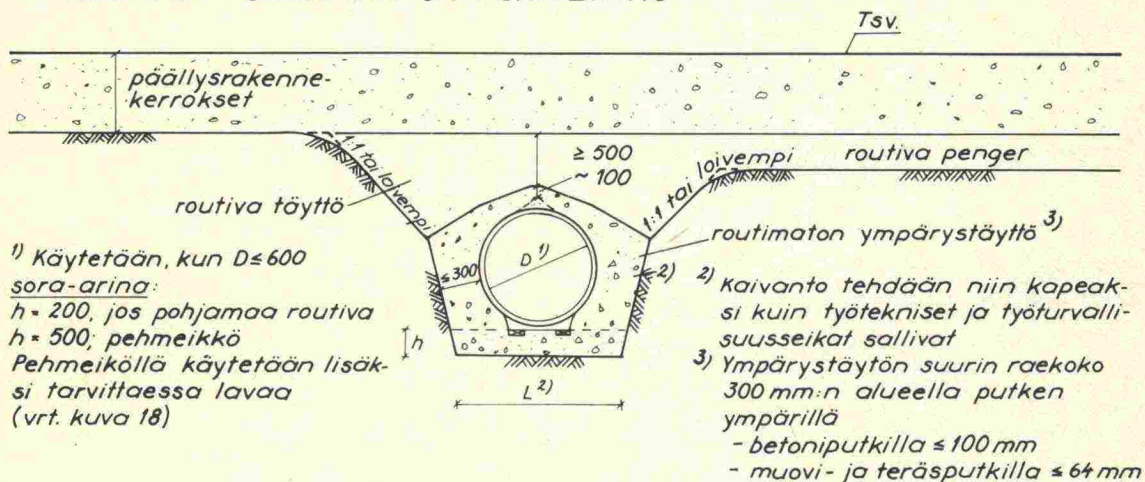 Tsv.
päällysrakenne-
kerrokset
1:1 tai loivempi
≥ 500
~ 100
1:1 tai loivempi
routiva penger
routiva täyttö
routimaton ympärystäyttö 3)
≤300
D 1)
2)
h
L 2)
1) Käytetään, kun D≤600
sora-arina:
h = 200, jos pohjamaa routiva
h = 500, pehmeikkö
Pehmeiköllä käytetään lisäk-
si tarvittaessa lavaa
(vrt. kuva 18)
2) Kaivanto tehdään niin kapeak-
si kuin työtekniset ja työturvalli-
suusseikat sallivat
3) Ympärystäytön suurin raekoko
300 mm:n alueella putken
ympärillä
- betoniputkilla ≤ 100 mm
- muovi- ja teräsputkilla ≤ 64 mm